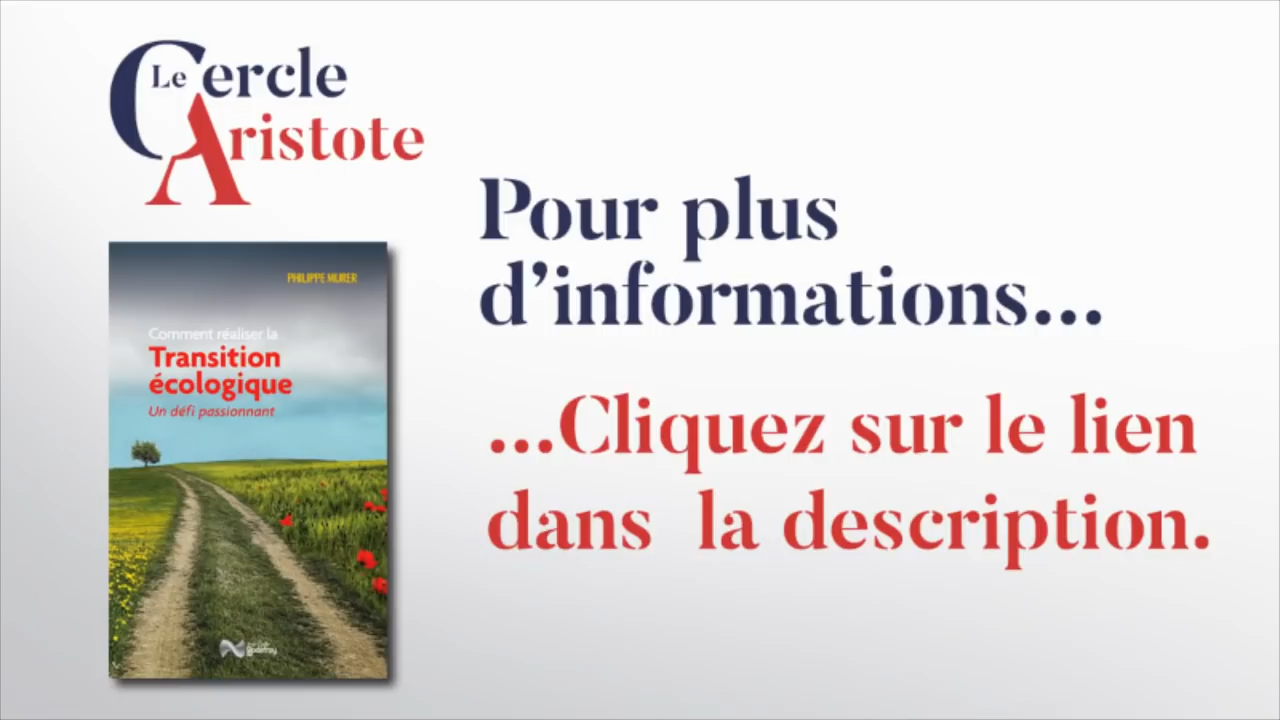 Le Cercle
Aristote
Pour plus
d’informations...
...Cliquez sur le lien
dans la description.
PHILIPPE MURER
Comment réaliser la
Transition
écologique
Un défi passionnant
Godefroy